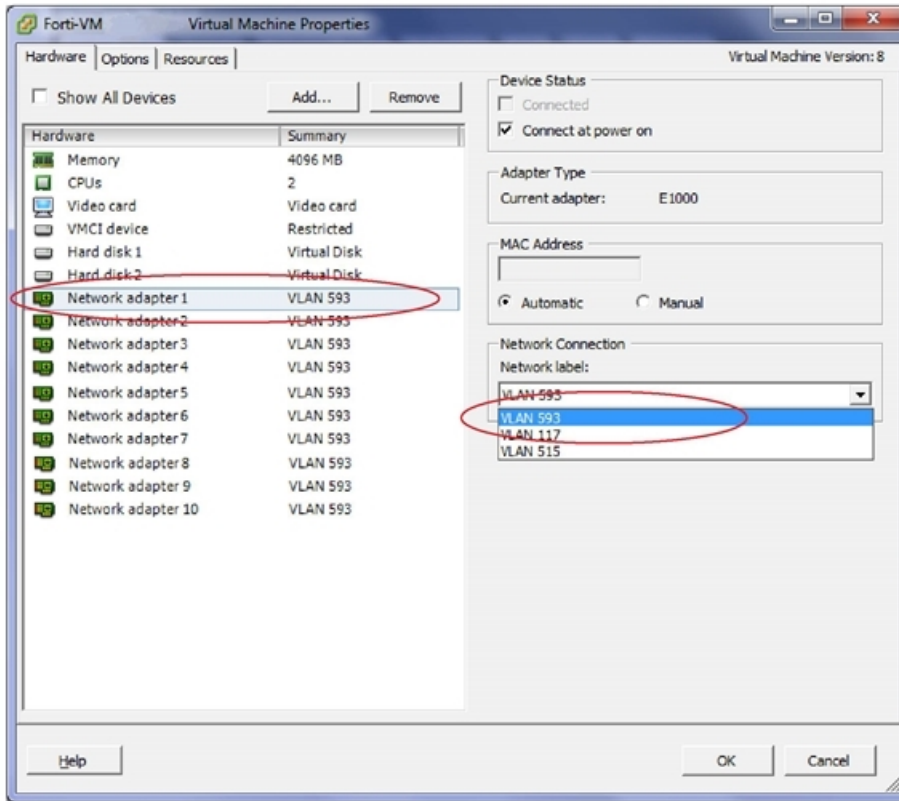 Forti-VM Virtual Machine Properties
Hardware Options Resources
Virtual Machine Version: 8
Show All Devices Add... Remove
Hardware Summary
Memory 4096 MB
CPUs 2
Video card Video card
VMCI device Restricted
Hard disk 1 Virtual Disk
Hard disk 2 Virtual Disk
Network adapter 1 VLAN 593
Network adapter 2 VLAN 593
Network adapter 3 VLAN 593
Network adapter 4 VLAN 593
Network adapter 5 VLAN 593
Network adapter 6 VLAN 593
Network adapter 7 VLAN 593
Network adapter 8 VLAN 593
Network adapter 9 VLAN 593
Network adapter 10 VLAN 593
Device Status
Connected
Connect at power on
Adapter Type
Current adapter: E1000
MAC Address
Automatic Manual
Network Connection
Network label:
VLAN 593
VLAN 593
VLAN 117
VLAN 515
Help OK Cancel